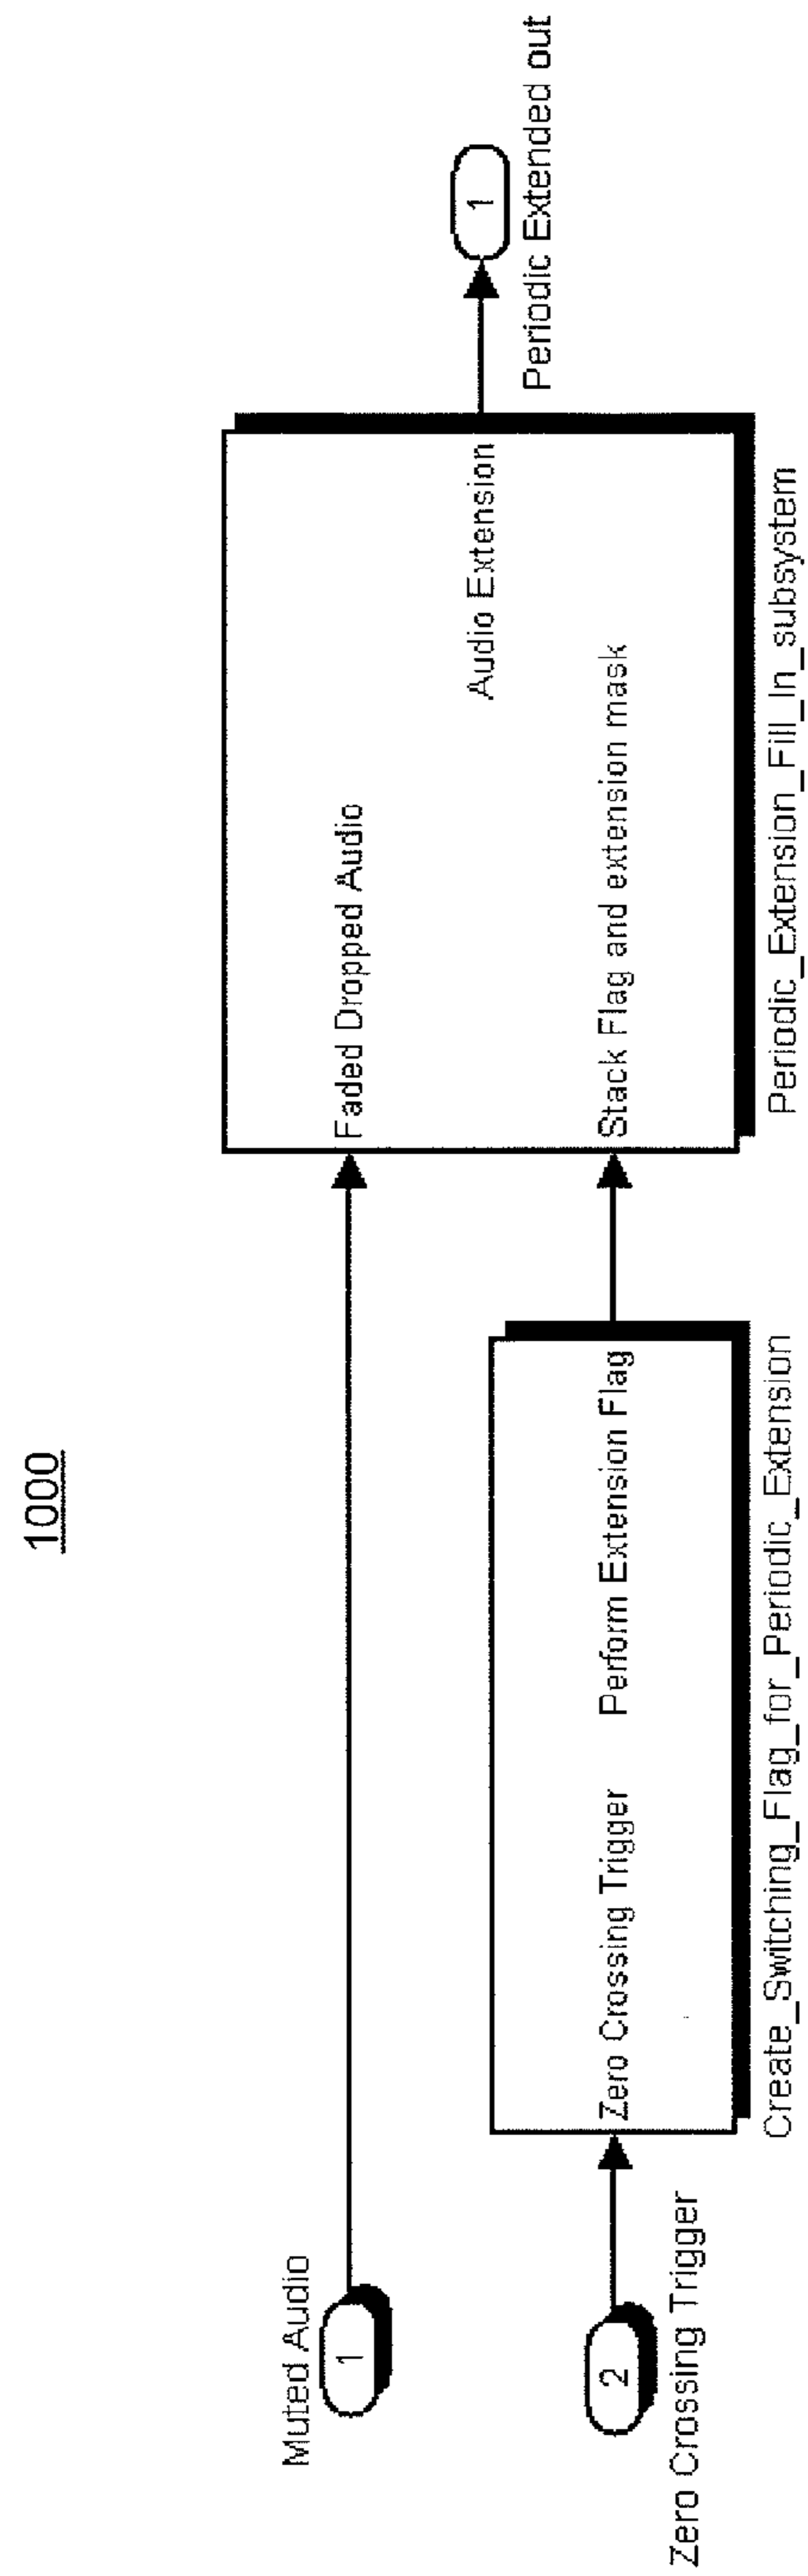 1000
Muted Audio
1
Faded Dropped Audio
Audio Extension
1
Periodic Extended out
2
Zero Crossing Trigger
Zero Crossing Trigger
Perform Extension Flag
Stack Flag and extension mask
Create_Switching_Flag_for_Periodic_Extension
Periodic_Extension_Fill_In_subsystem